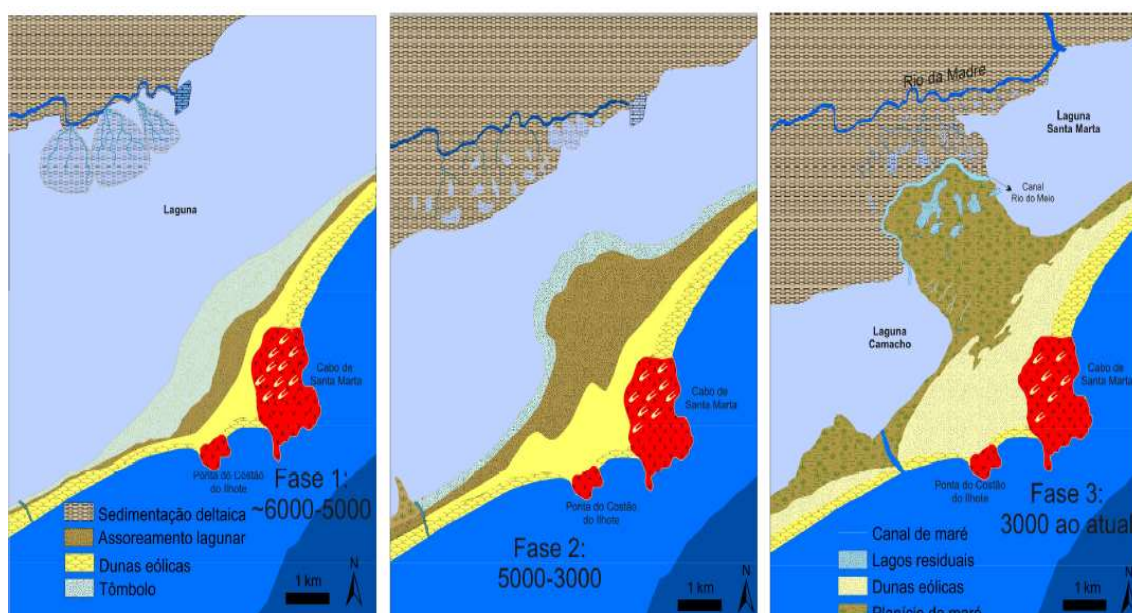 Laguna
Cabo de
Santa Marta
Ponta do Costão
do Ilhote
Fase 1:
~6000-5000
Sedimentação deltaica
Assoreamento lagunar
Dunas eólicas
Tômbolo
1 km
N
Cabo de
Santa Marta
Ponta do Costão
do Ilhote
Fase 2:
5000-3000
1 km
N
Rio da Madre
Laguna
Santa Marta
Canal
Rio do Meio
Laguna
Camacho
Cabo de
Santa Marta
Ponta do Costão
do Ilhote
Fase 3:
3000 ao atual
Canal de maré
Lagos residuais
Dunas eólicas
Planície de maré
1 km
N